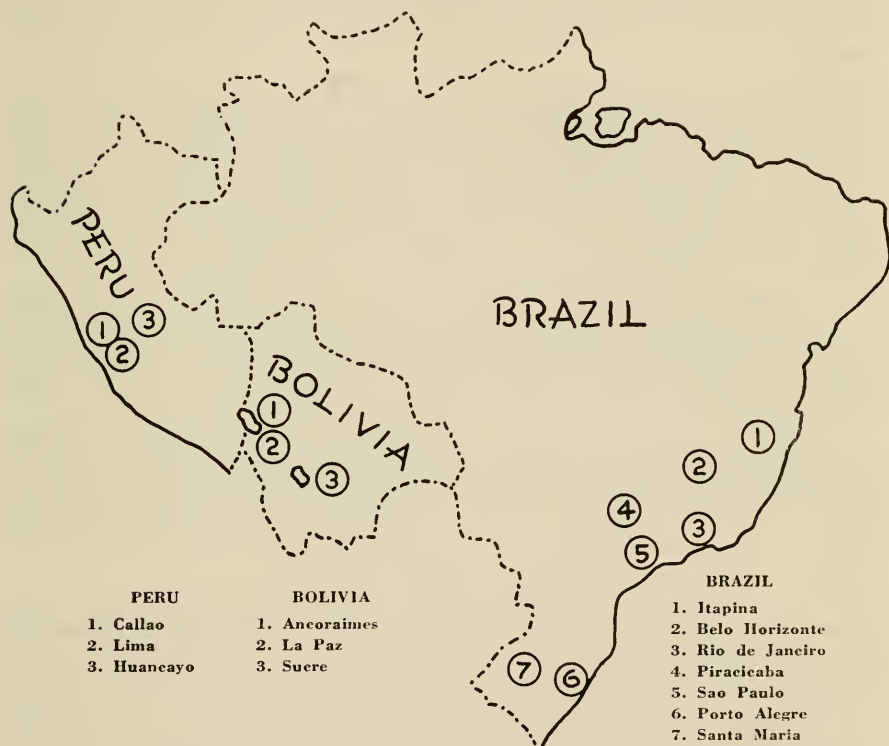 PERU
1
3
2
BRAZIL
BOLIVIA
1
2
3
1
2
4
3
5
7
6
PERU
1. Callao
2. Lima
3. Huancayo
BOLIVIA
1. Ancoraimes
2. La Paz
3. Sucre
BRAZIL
1. Itapina
2. Belo Horizonte
3. Rio de Janeiro
4. Piracicaba
5. Sao Paulo
6. Porto Alegre
7. Santa Maria